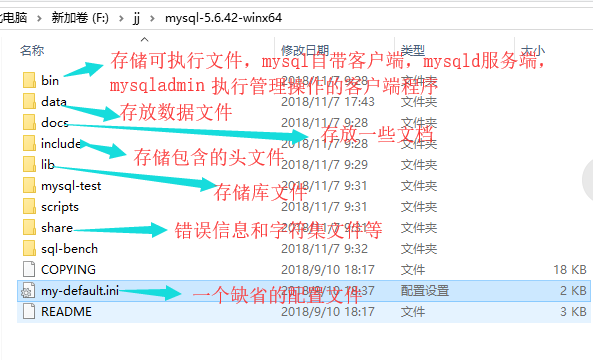 此电脑 › 新加卷 (F:) › jj › mysql-5.6.42-winx64
名称 修改日期 类型 大小
存储可执行文件，mysql自带客户端，mysqld服务端，
mysqladmin 执行管理操作的客户端程序
bin 2018/11/7 9:28 文件夹
data 2018/11/7 17:43 文件夹
存放数据文件
docs 2018/11/7 9:28 文件夹
存放一些文档
include 2018/11/7 9:28 文件夹
存储包含的头文件
lib 2018/11/7 9:29 文件夹
存储库文件
mysql-test 2018/11/7 9:31 文件夹
scripts 2018/11/7 9:31 文件夹
share 2018/11/7 9:31 文件夹
错误信息和字符集文件等
sql-bench 2018/11/7 9:32 文件夹
COPYING 2018/9/10 18:17 文件 18 KB
my-default.ini 2018/9/10 18:37 配置设置 2 KB
一个缺省的配置文件
README 2018/9/10 18:17 文件 3 KB